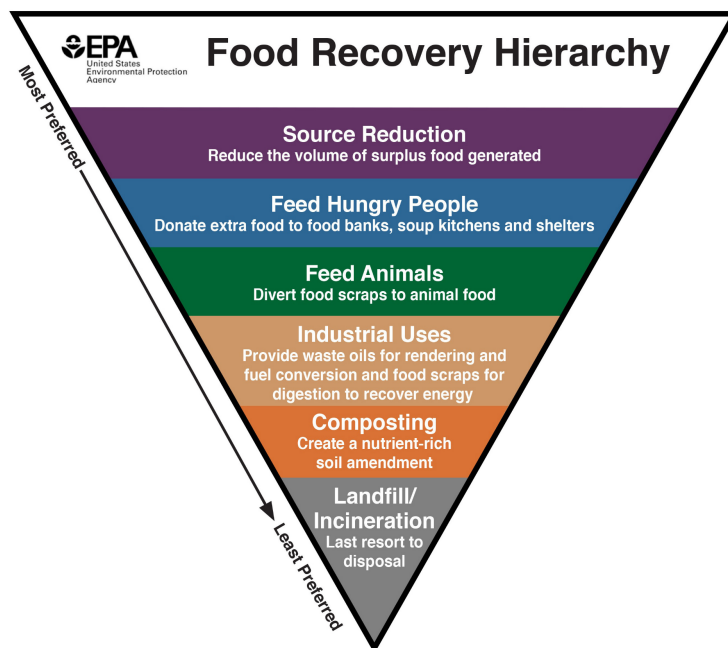 EPA
United States
Environmental Protection
Agency
Food Recovery Hierarchy
Most Preferred
Source Reduction
Reduce the volume of surplus food generated
Feed Hungry People
Donate extra food to food banks, soup kitchens and shelters
Feed Animals
Divert food scraps to animal food
Industrial Uses
Provide waste oils for rendering and
fuel conversion and food scraps for
digestion to recover energy
Composting
Create a nutrient-rich
soil amendment
Landfill/
Incineration
Last resort to
disposal
Least Preferred